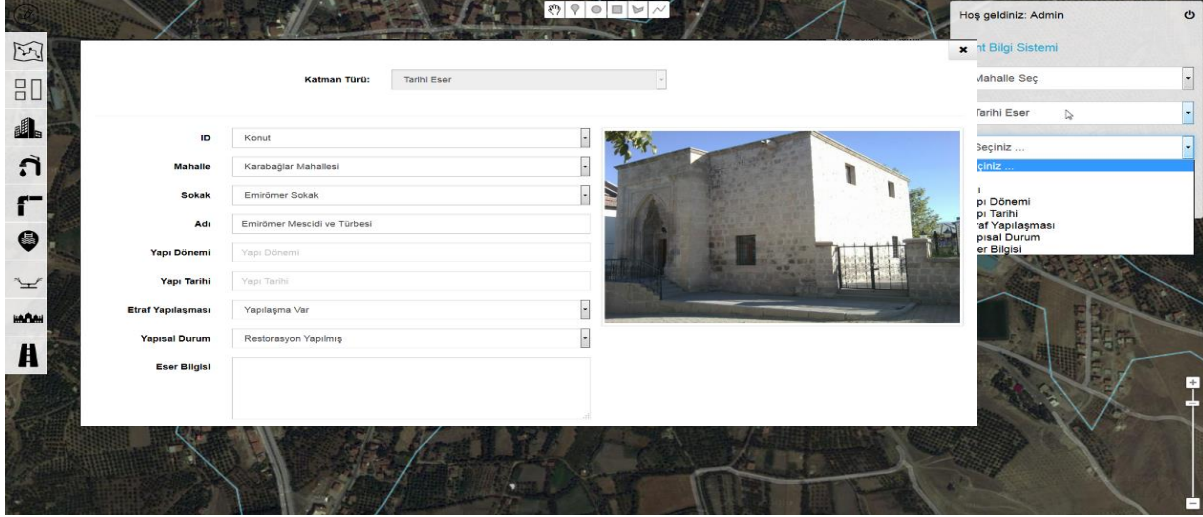 Hoş geldiniz: Admin
nt Bilgi Sistemi
Mahalle Seç
Tarihi Eser
Seçiniz ...
çiniz ...
ı
pı Dönemi
pı Tarihi
raf Yapılaşması
pısal Durum
er Bilgisi
Katman Türü: Tarihi Eser
ID Konut
Mahalle Karabağlar Mahallesi
Sokak Emirömer Sokak
Adı Emirömer Mescidi ve Türbesi
Yapı Dönemi Yapı Dönemi
Yapı Tarihi Yapı Tarihi
Etraf Yapılaşması Yapılaşma Var
Yapısal Durum Restorasyon Yapılmış
Eser Bilgisi